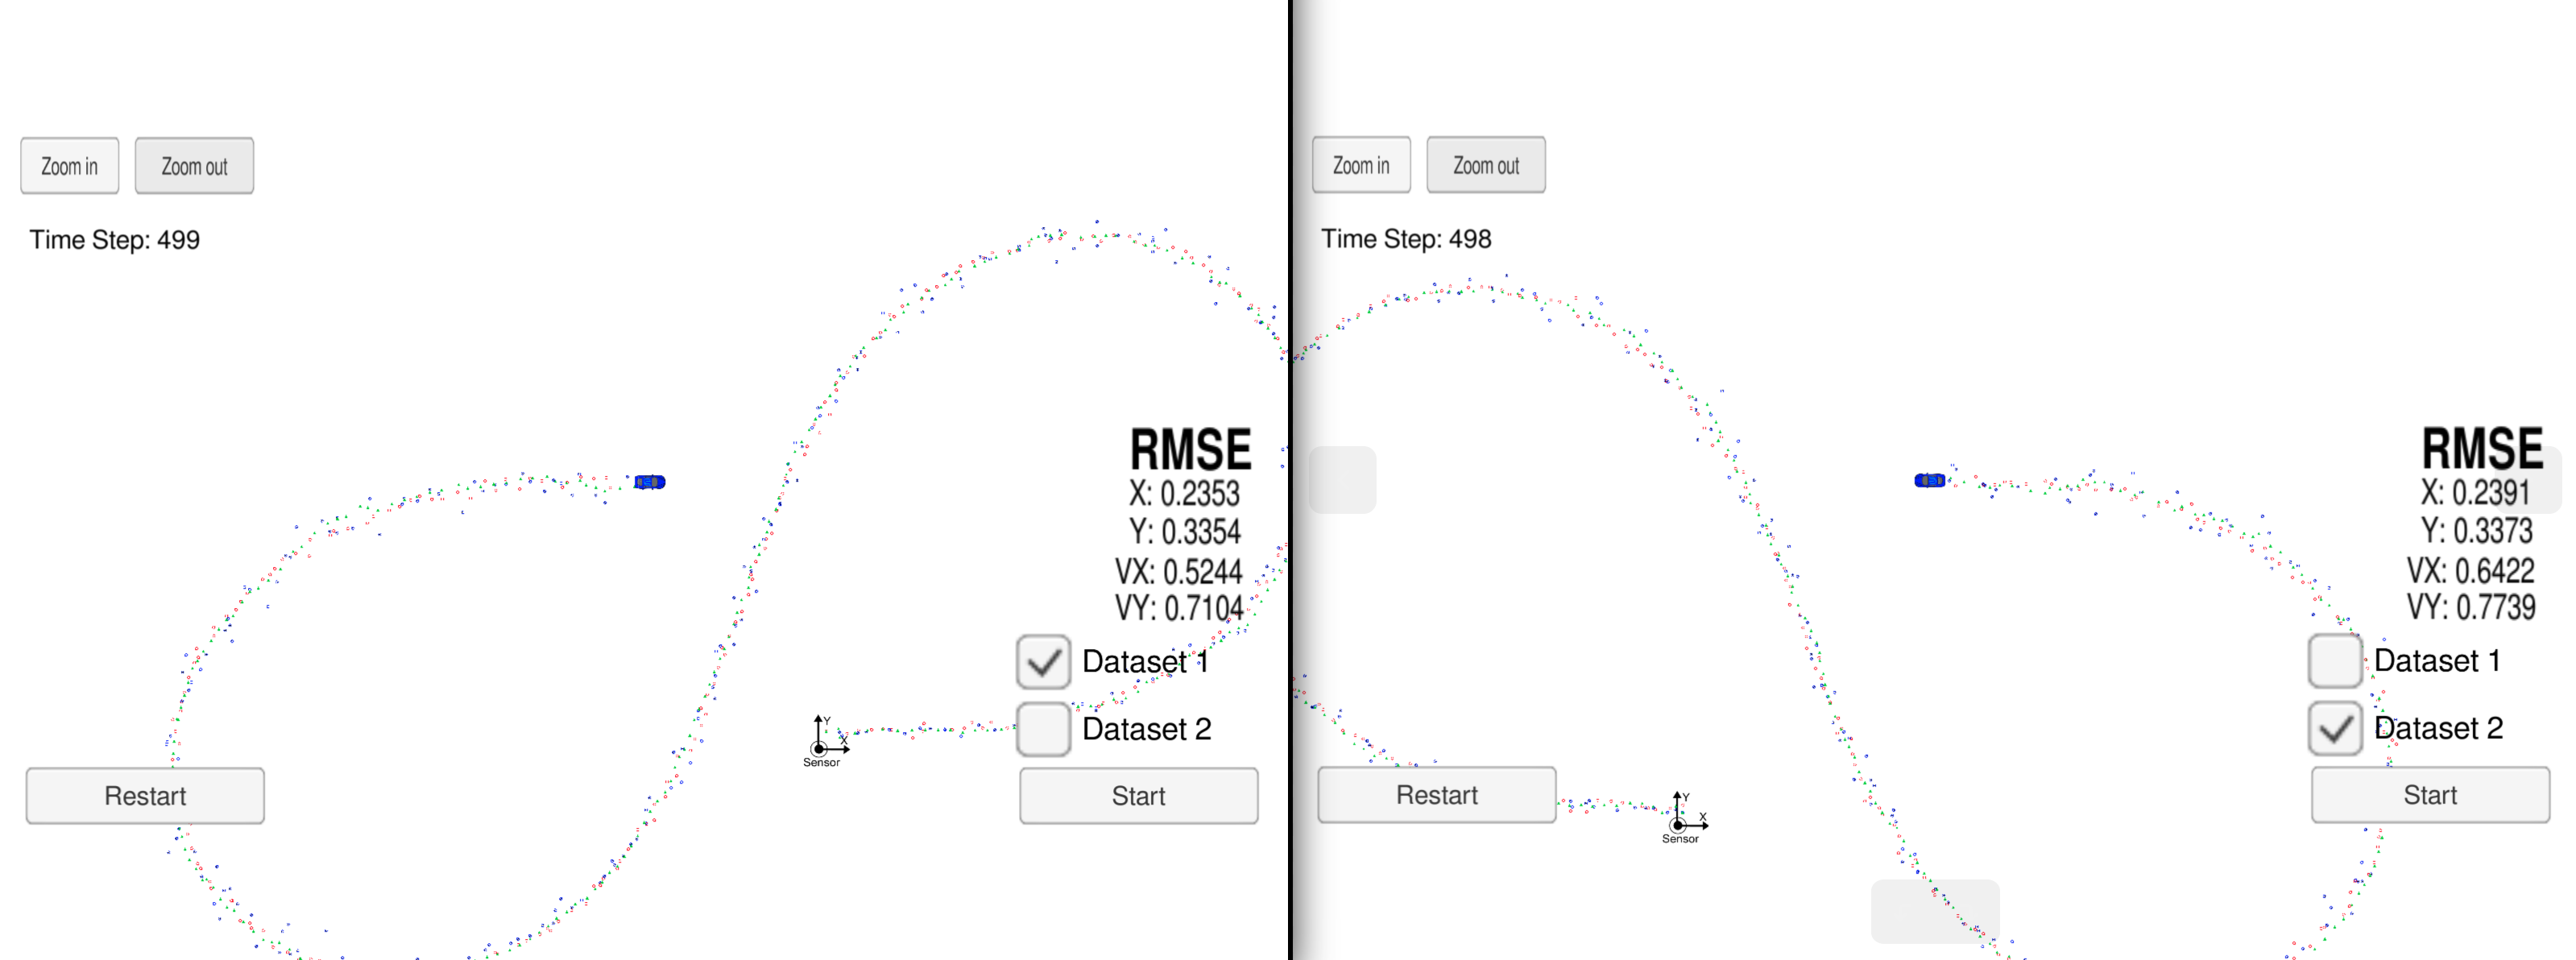 Zoom in
Zoom out
Time Step: 499
RMSE
X: 0.2353
Y: 0.3354
VX: 0.5244
VY: 0.7104
Dataset 1
Dataset 2
Y
X
Sensor
Restart
Start
Zoom in
Zoom out
Time Step: 498
RMSE
X: 0.2391
Y: 0.3373
VX: 0.6422
VY: 0.7739
Dataset 1
Dataset 2
Restart
Y
X
Sensor
Start